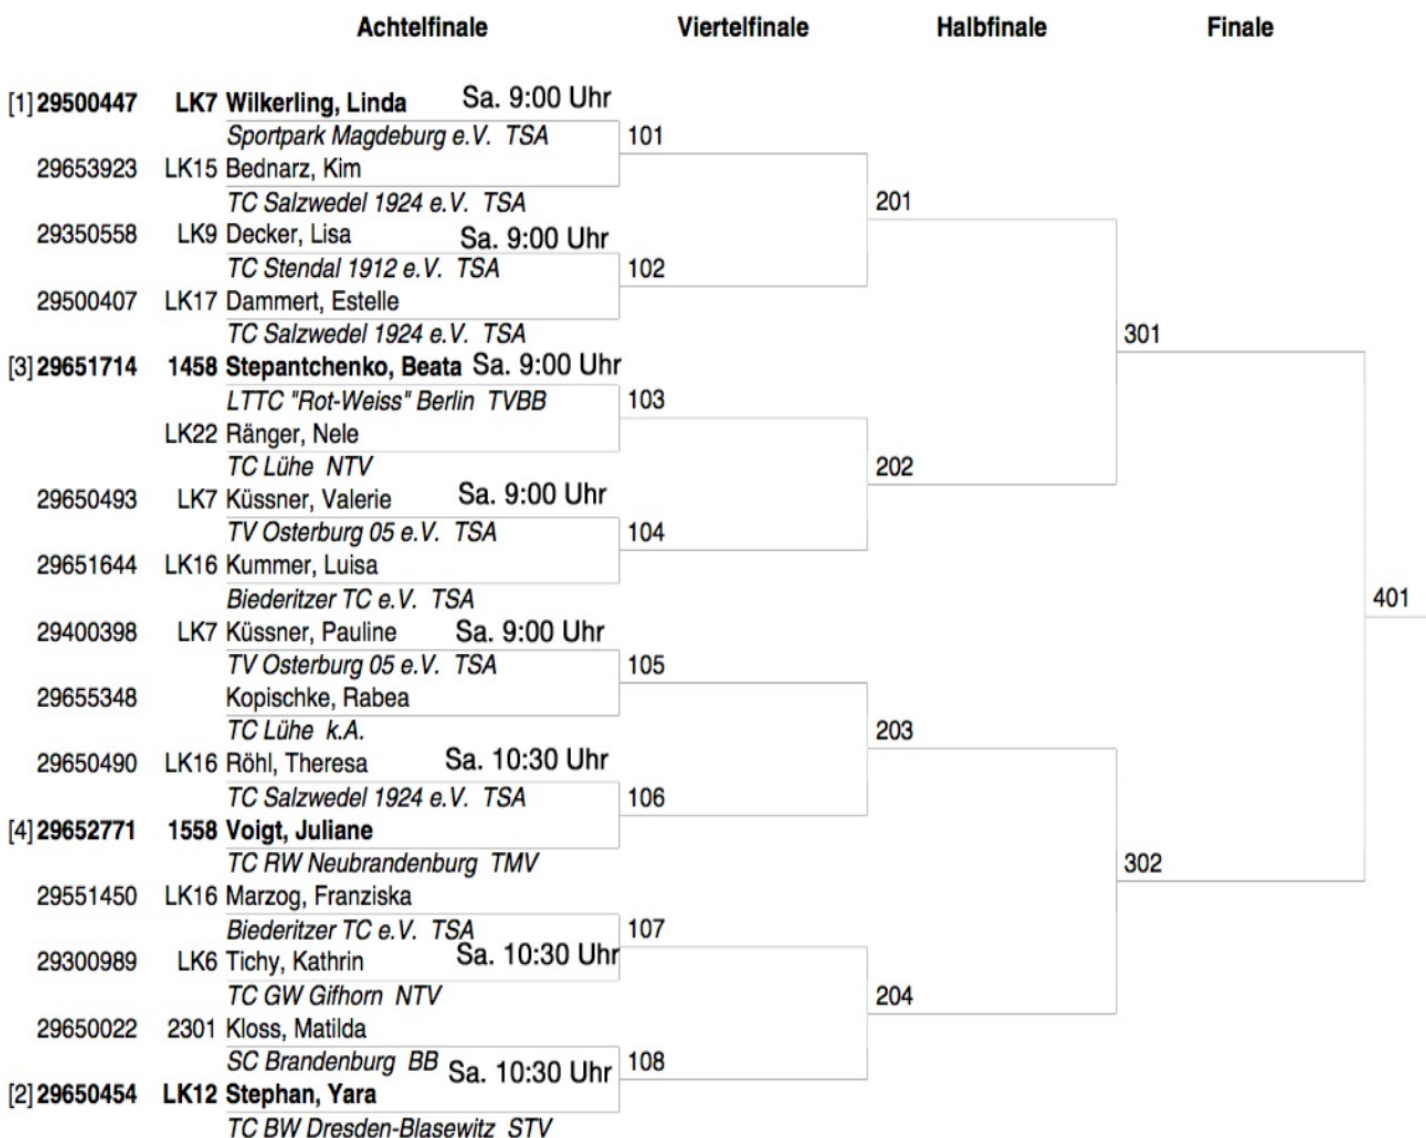 Achtelfinale Viertelfinale Halbfinale Finale
[1] 29500447 LK7 Wilkerling, Linda Sa. 9:00 Uhr
Sportpark Magdeburg e.V. TSA 101
29653923 LK15 Bednarz, Kim
TC Salzwedel 1924 e.V. TSA 201
29350558 LK9 Decker, Lisa Sa. 9:00 Uhr
TC Stendal 1912 e.V. TSA 102
29500407 LK17 Dammert, Estelle
TC Salzwedel 1924 e.V. TSA 301
[3] 29651714 1458 Stepantchenko, Beata Sa. 9:00 Uhr
LTTC "Rot-Weiss" Berlin TVBB 103
LK22 Ränger, Nele
TC Lühe NTV 202
29650493 LK7 Küssner, Valerie Sa. 9:00 Uhr
TV Osterburg 05 e.V. TSA 104
29651644 LK16 Kummer, Luisa
Biederitzer TC e.V. TSA 401
29400398 LK7 Küssner, Pauline Sa. 9:00 Uhr
TV Osterburg 05 e.V. TSA 105
29655348 Kopischke, Rabea
TC Lühe k.A. 203
29650490 LK16 Röhl, Theresa Sa. 10:30 Uhr
TC Salzwedel 1924 e.V. TSA 106
[4] 29652771 1558 Voigt, Juliane
TC RW Neubrandenburg TMV 302
29551450 LK16 Marzog, Franziska
Biederitzer TC e.V. TSA 107
29300989 LK6 Tichy, Kathrin Sa. 10:30 Uhr
TC GW Gifhorn NTV 204
29650022 2301 Kloss, Matilda
SC Brandenburg BB Sa. 10:30 Uhr 108
[2] 29650454 LK12 Stephan, Yara
TC BW Dresden-Blasewitz STV